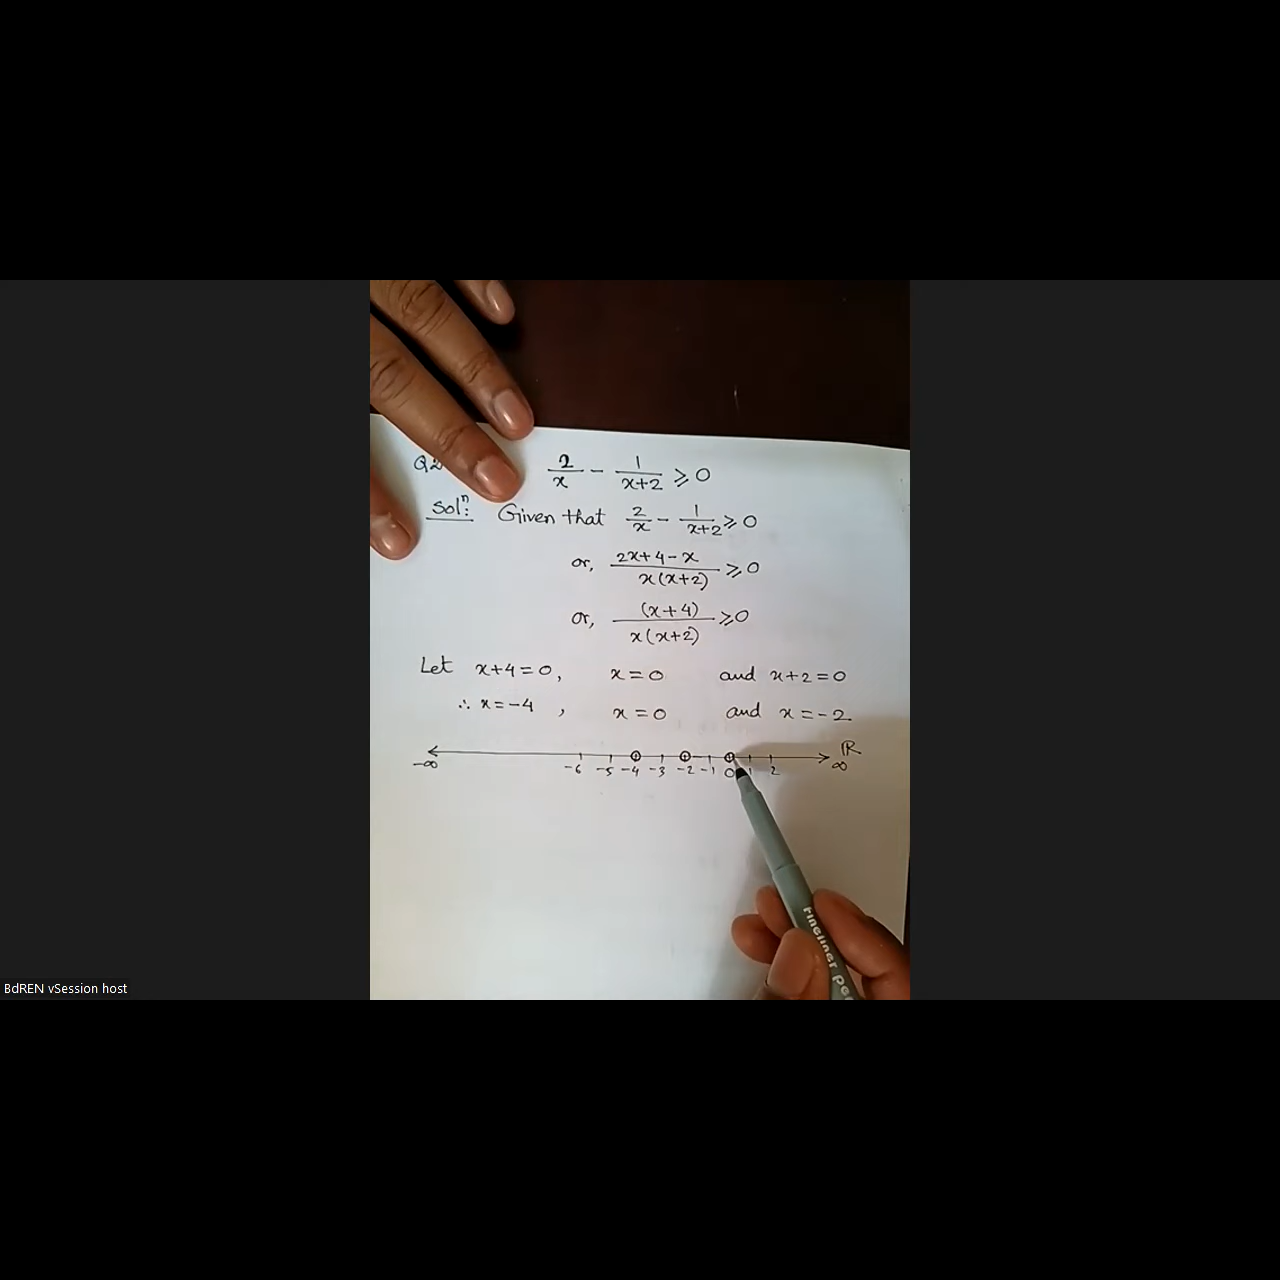 Q2 2/x - 1/(x+2) ≥ 0
Solⁿ: Given that 2/x - 1/(x+2) ≥ 0
or, (2x+4-x)/(x(x+2)) ≥ 0
or, (x+4)/(x(x+2)) ≥ 0
Let x+4=0, x=0 and x+2=0
∴ x=-4 , x=0 and x=-2
ℝ
-∞ -6 -5 -4 -3 -2 -1 0 1 2 ∞
fineliner pen
BdREN vSession host